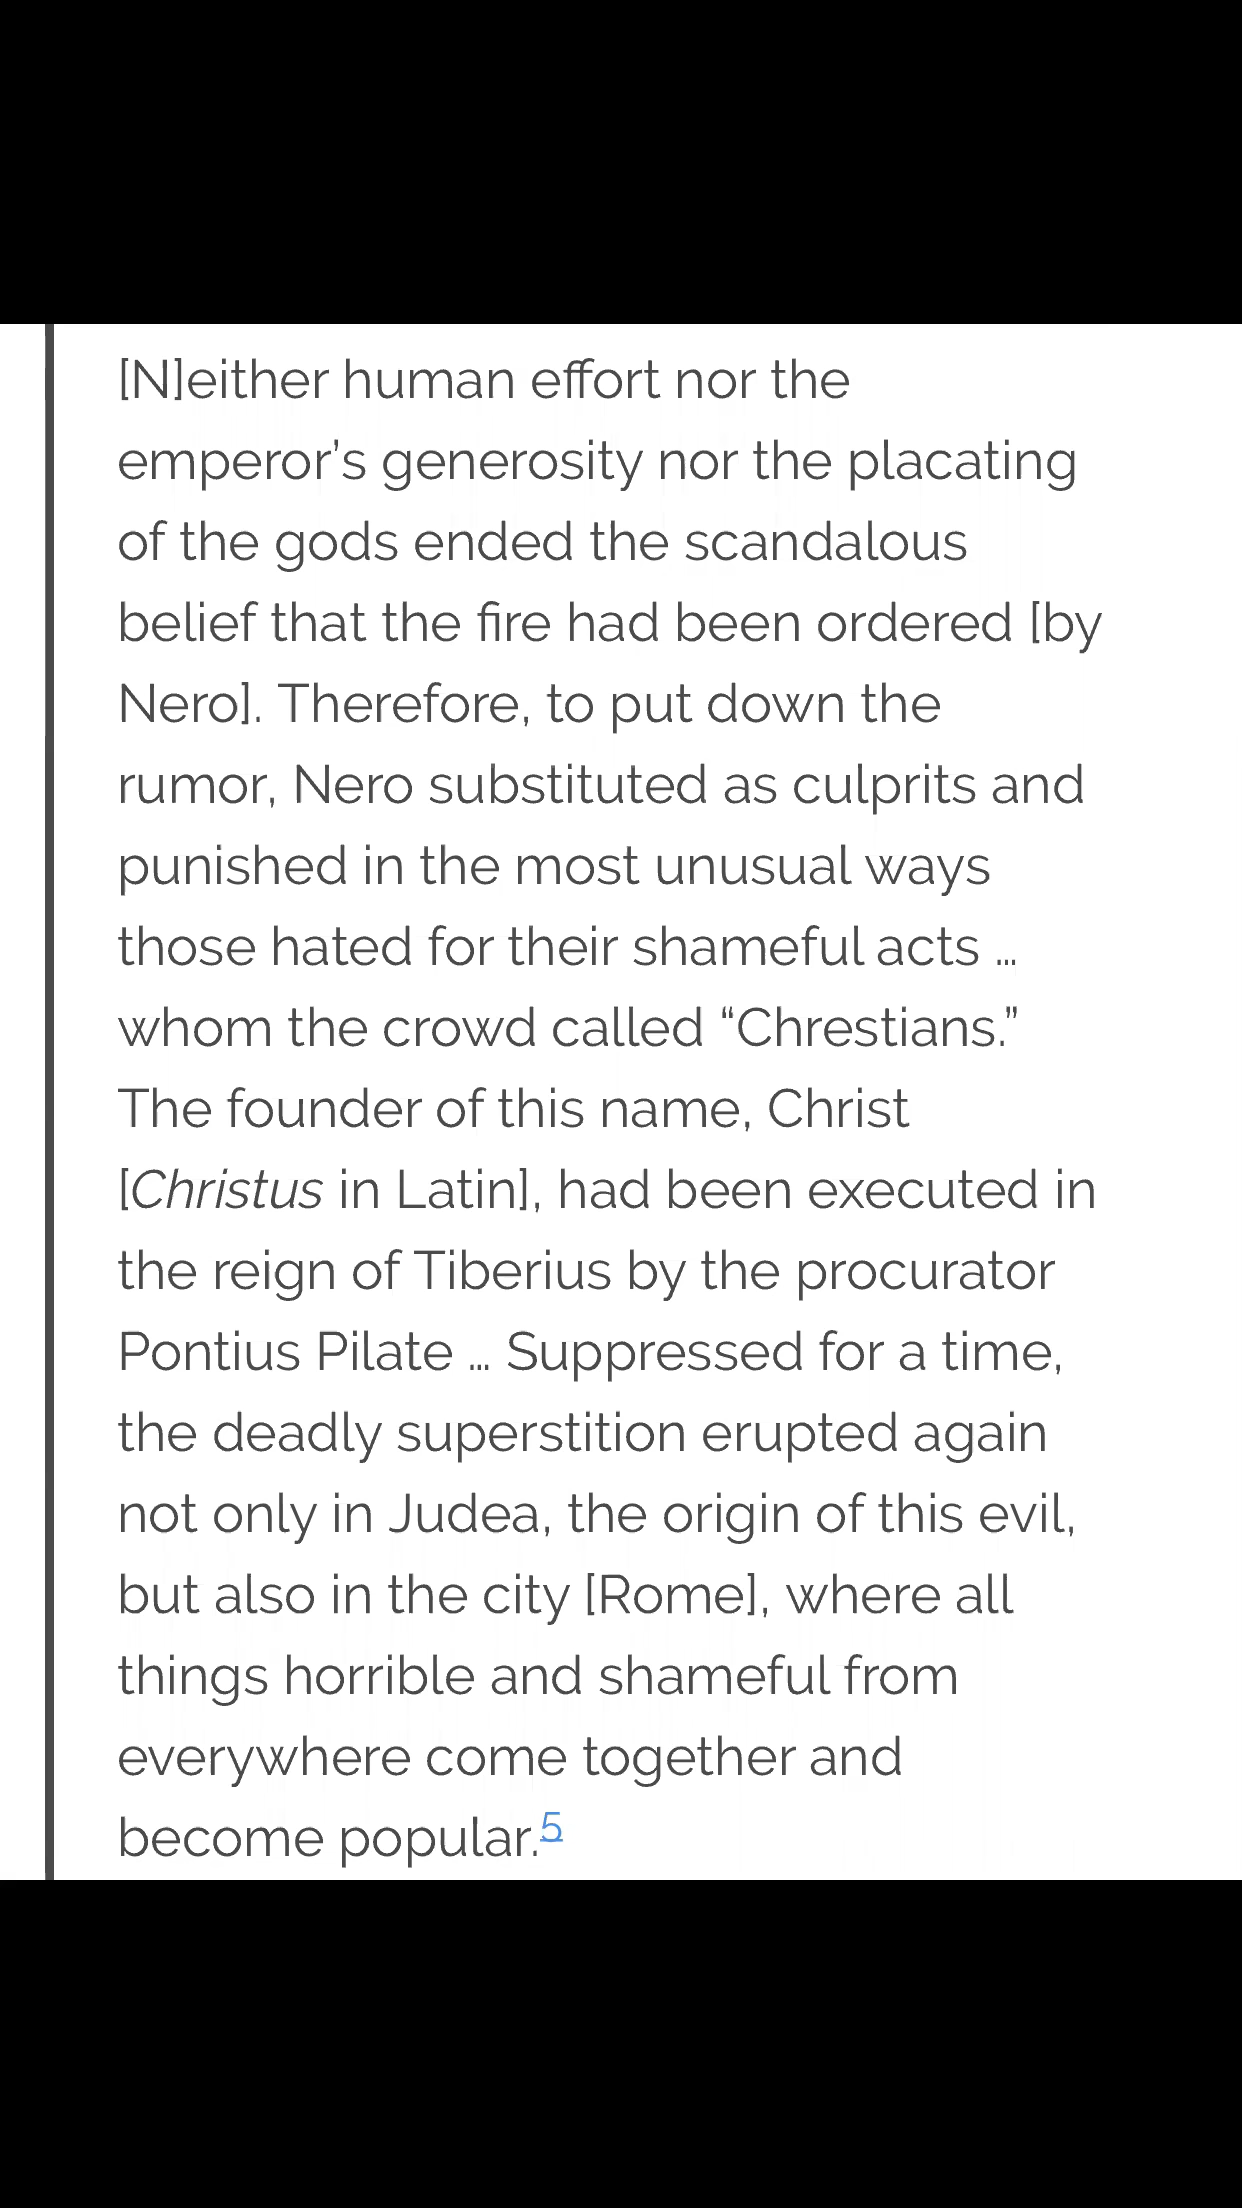 [N]either human effort nor the
emperor’s generosity nor the placating
of the gods ended the scandalous
belief that the fire had been ordered [by
Nero]. Therefore, to put down the
rumor, Nero substituted as culprits and
punished in the most unusual ways
those hated for their shameful acts …
whom the crowd called “Chrestians.”
The founder of this name, Christ
[Christus in Latin], had been executed in
the reign of Tiberius by the procurator
Pontius Pilate … Suppressed for a time,
the deadly superstition erupted again
not only in Judea, the origin of this evil,
but also in the city [Rome], where all
things horrible and shameful from
everywhere come together and
become popular.5